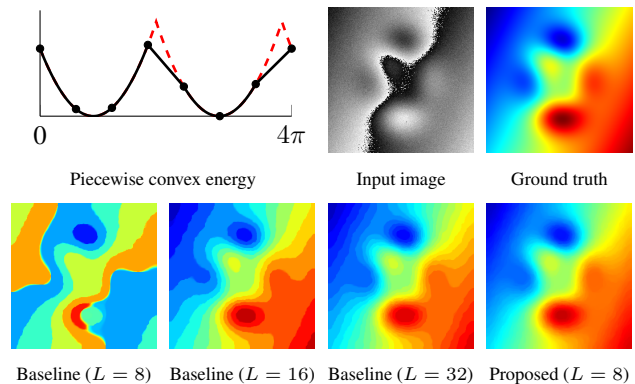 0
4π
Piecewise convex energy
Input image
Ground truth
Baseline (L = 8)
Baseline (L = 16)
Baseline (L = 32)
Proposed (L = 8)